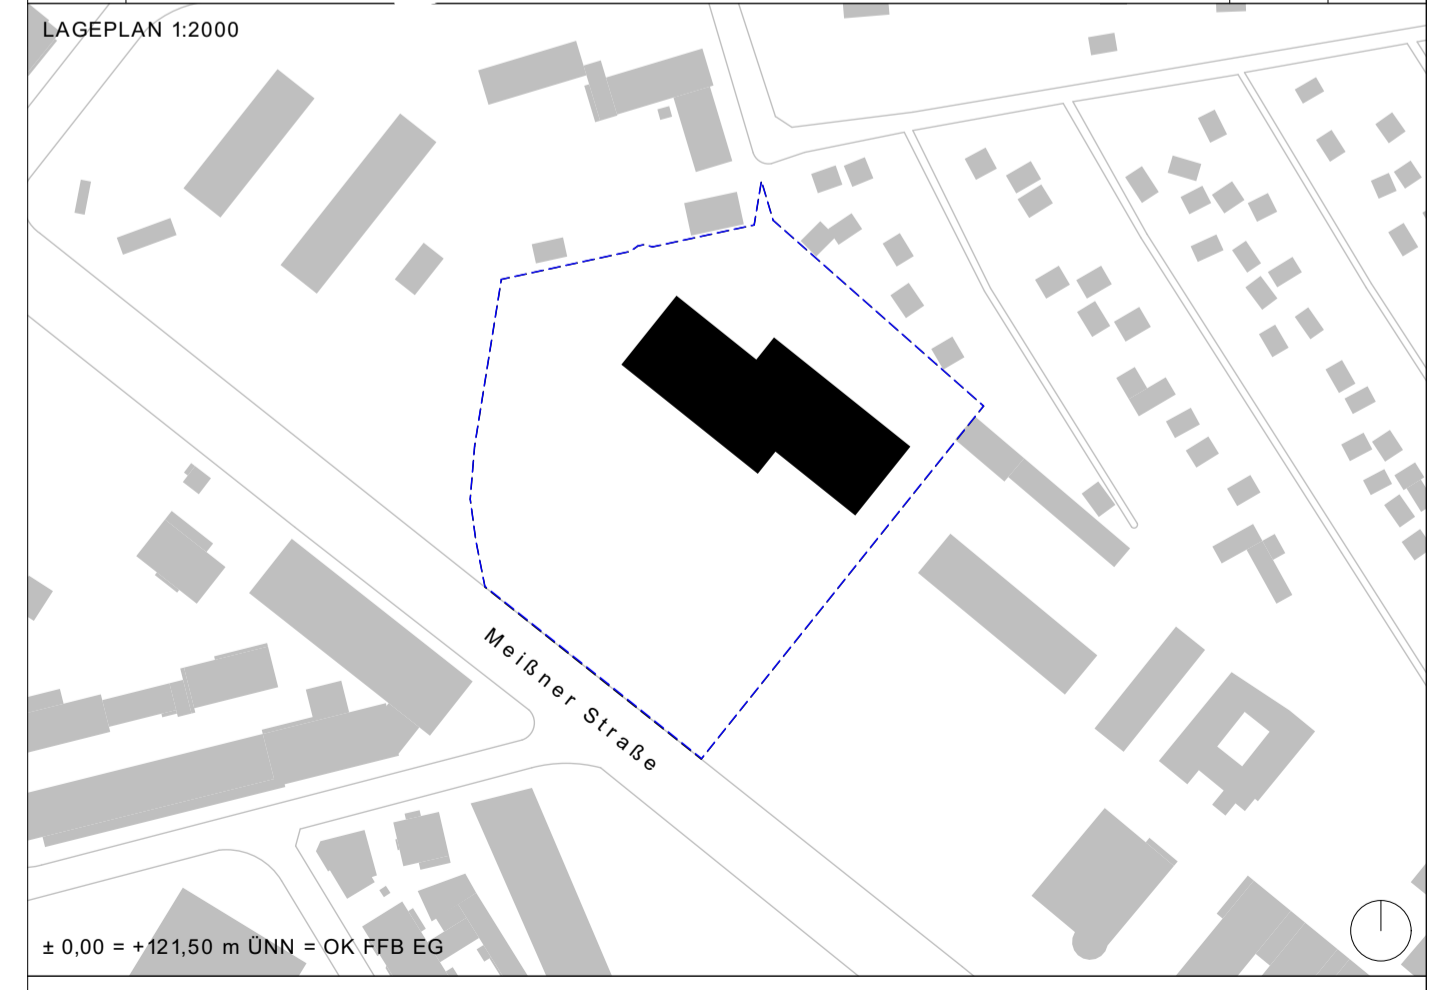 LAGEPLAN 1:2000
Meißner Straße
± 0,00 = +121,50 m ÜNN = OK FFB EG